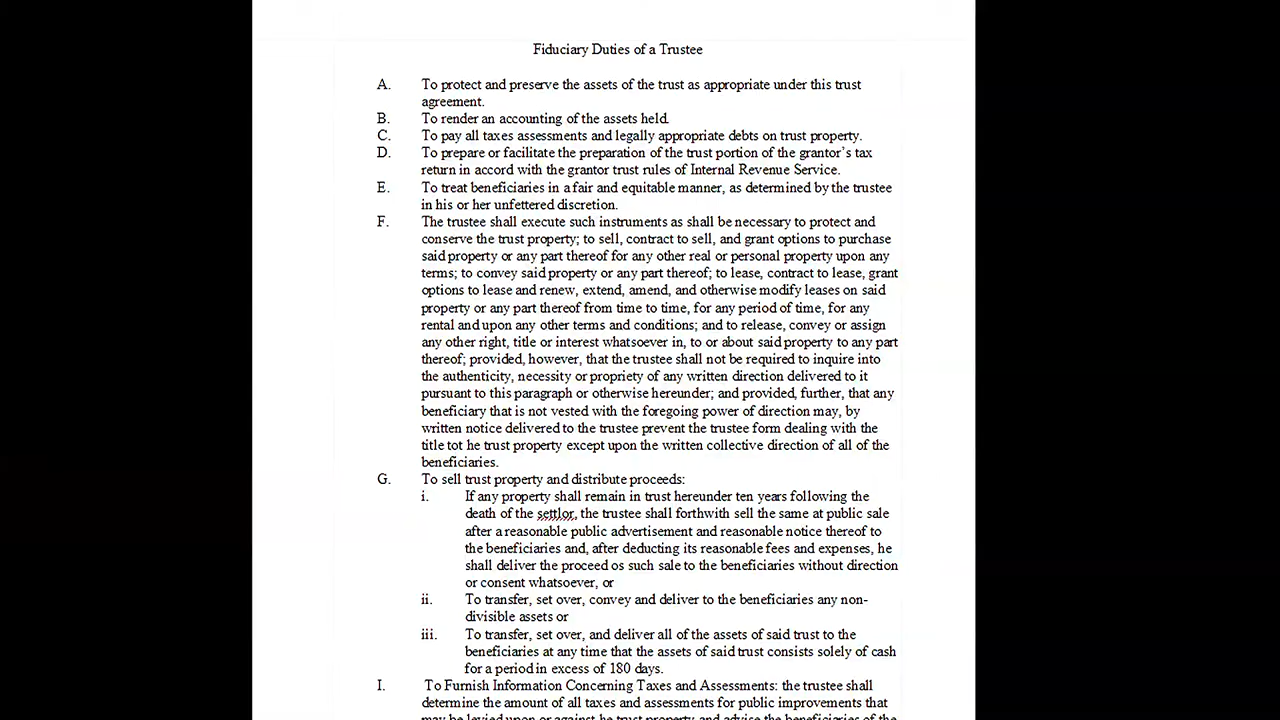 Fiduciary Duties of a Trustee
A. To protect and preserve the assets of the trust as appropriate under this trust
agreement.
B. To render an accounting of the assets held.
C. To pay all taxes assessments and legally appropriate debts on trust property.
D. To prepare or facilitate the preparation of the trust portion of the grantor's tax
return in accord with the grantor trust rules of Internal Revenue Service.
E. To treat beneficiaries in a fair and equitable manner, as determined by the trustee
in his or her unfettered discretion.
F. The trustee shall execute such instruments as shall be necessary to protect and
conserve the trust property; to sell, contract to sell, and grant options to purchase
said property or any part thereof for any other real or personal property upon any
terms; to convey said property or any part thereof; to lease, contract to lease, grant
options to lease and renew, extend, amend, and otherwise modify leases on said
property or any part thereof from time to time, for any period of time, for any
rental and upon any other terms and conditions; and to release, convey or assign
any other right, title or interest whatsoever in, to or about said property to any part
thereof; provided, however, that the trustee shall not be required to inquire into
the authenticity, necessity or propriety of any written direction delivered to it
pursuant to this paragraph or otherwise hereunder; and provided, further, that any
beneficiary that is not vested with the foregoing power of direction may, by
written notice delivered to the trustee prevent the trustee form dealing with the
title tot he trust property except upon the written collective direction of all of the
beneficiaries.
G. To sell trust property and distribute proceeds:
i. If any property shall remain in trust hereunder ten years following the
death of the settlor, the trustee shall forthwith sell the same at public sale
after a reasonable public advertisement and reasonable notice thereof to
the beneficiaries and, after deducting its reasonable fees and expenses, he
shall deliver the proceed os such sale to the beneficiaries without direction
or consent whatsoever, or
ii. To transfer, set over, convey and deliver to the beneficiaries any non-
divisible assets or
iii. To transfer, set over, and deliver all of the assets of said trust to the
beneficiaries at any time that the assets of said trust consists solely of cash
for a period in excess of 180 days.
I. To Furnish Information Concerning Taxes and Assessments: the trustee shall
determine the amount of all taxes and assessments for public improvements that
may be levied upon or against he trust property and advise the beneficiaries of the